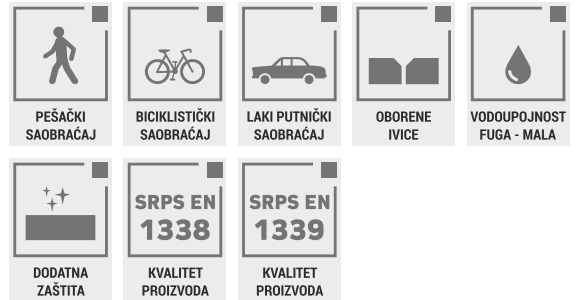 PEŠAČKI
SAOBRAĆAJ
BICIKLISTIČKI
SAOBRAĆAJ
LAKI PUTNIČKI
SAOBRAĆAJ
OBORENE
IVICE
VODOUPOJNOST
FUGA - MALA
DODATNA
ZAŠTITA
SRPS EN
1338
KVALITET
PROIZVODA
SRPS EN
1339
KVALITET
PROIZVODA